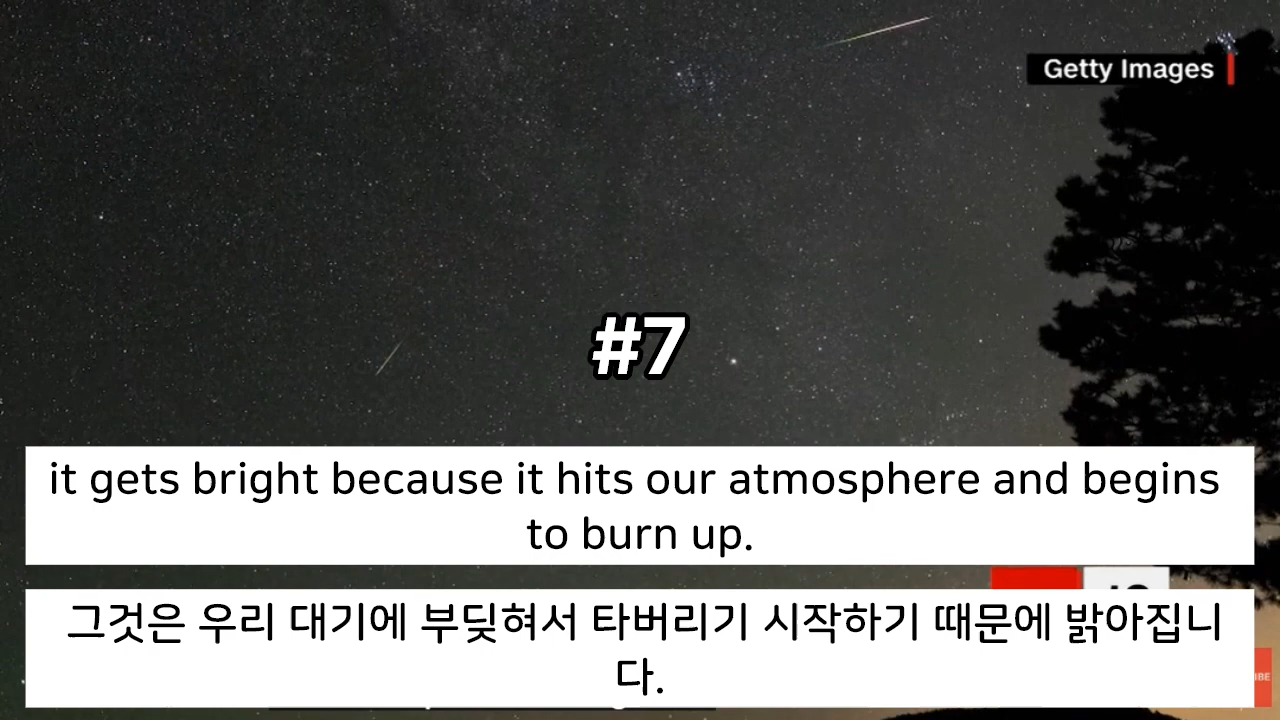 Getty Images
#7
it gets bright because it hits our atmosphere and begins
to burn up.
그것은 우리 대기에 부딪혀서 타버리기 시작하기 때문에 밝아집니
다.